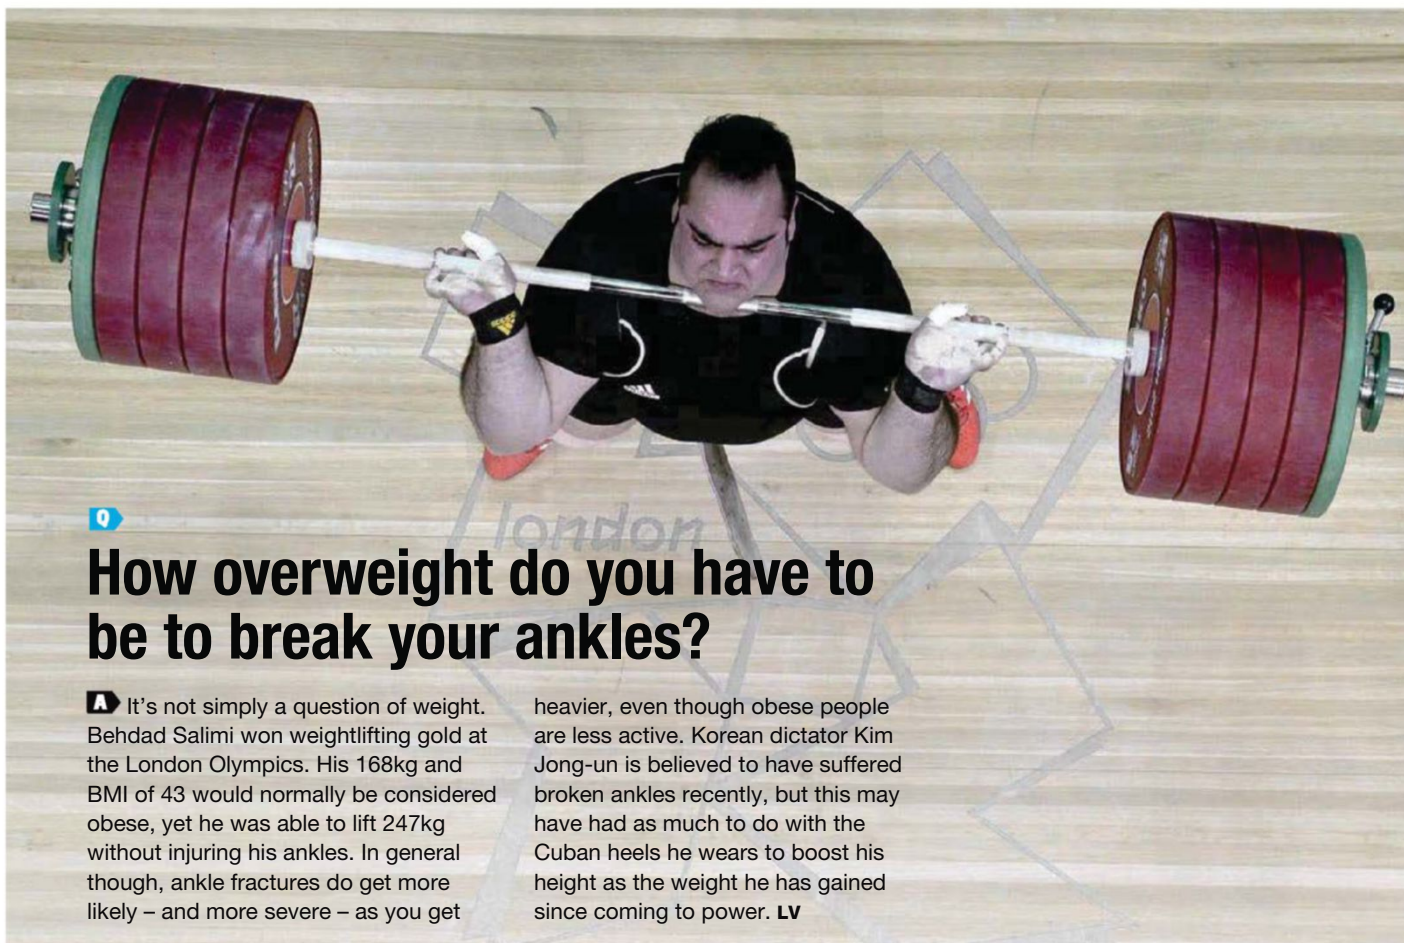 london
Q
How overweight do you have to
be to break your ankles?
A It’s not simply a question of weight.
Behdad Salimi won weightlifting gold at
the London Olympics. His 168kg and
BMI of 43 would normally be considered
obese, yet he was able to lift 247kg
without injuring his ankles. In general
though, ankle fractures do get more
likely – and more severe – as you get
heavier, even though obese people
are less active. Korean dictator Kim
Jong-un is believed to have suffered
broken ankles recently, but this may
have had as much to do with the
Cuban heels he wears to boost his
height as the weight he has gained
since coming to power. LV